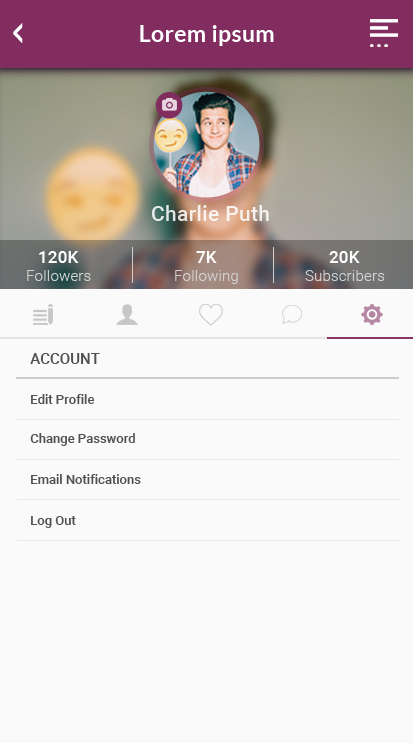 Lorem ipsum
Charlie Puth
120K
7K
20K
Followers
Following
Subscribers
ACCOUNT
Edit Profile
Change Password
Email Notifications
Log Out